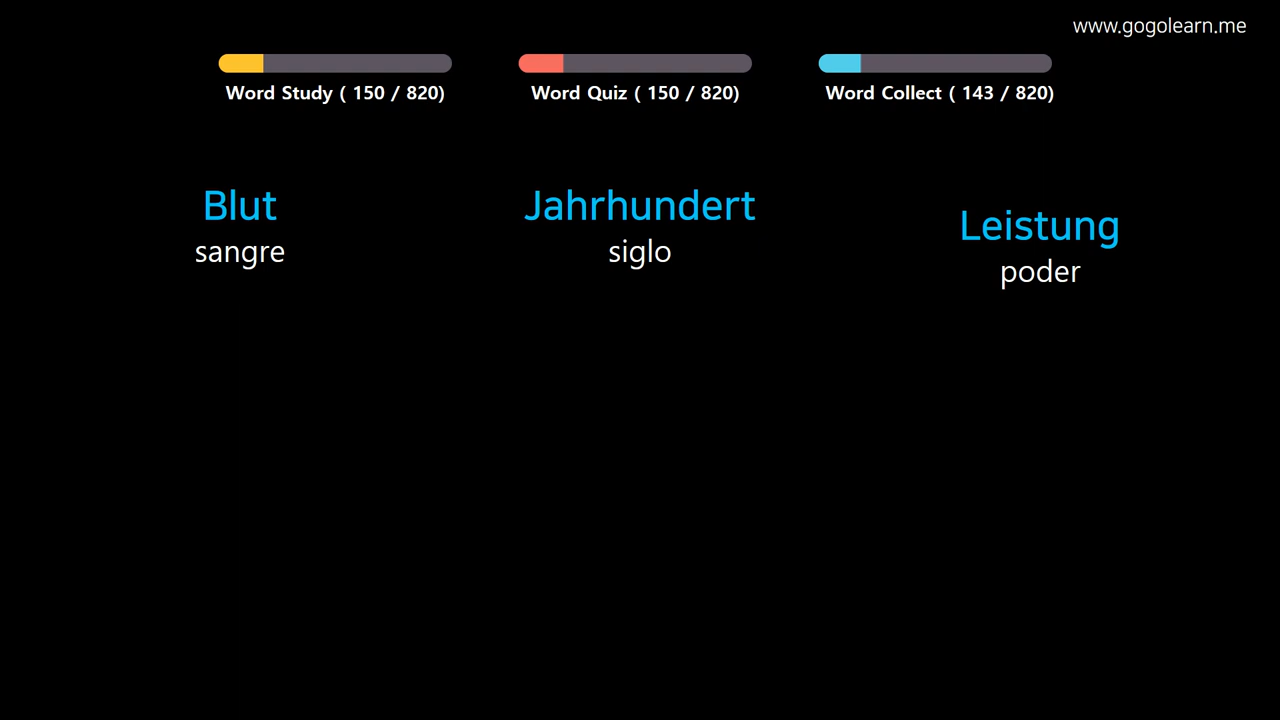 www.gogolearn.me
Word Study ( 150 / 820)
Word Quiz ( 150 / 820)
Word Collect ( 143 / 820)
Blut
sangre
Jahrhundert
siglo
Leistung
poder